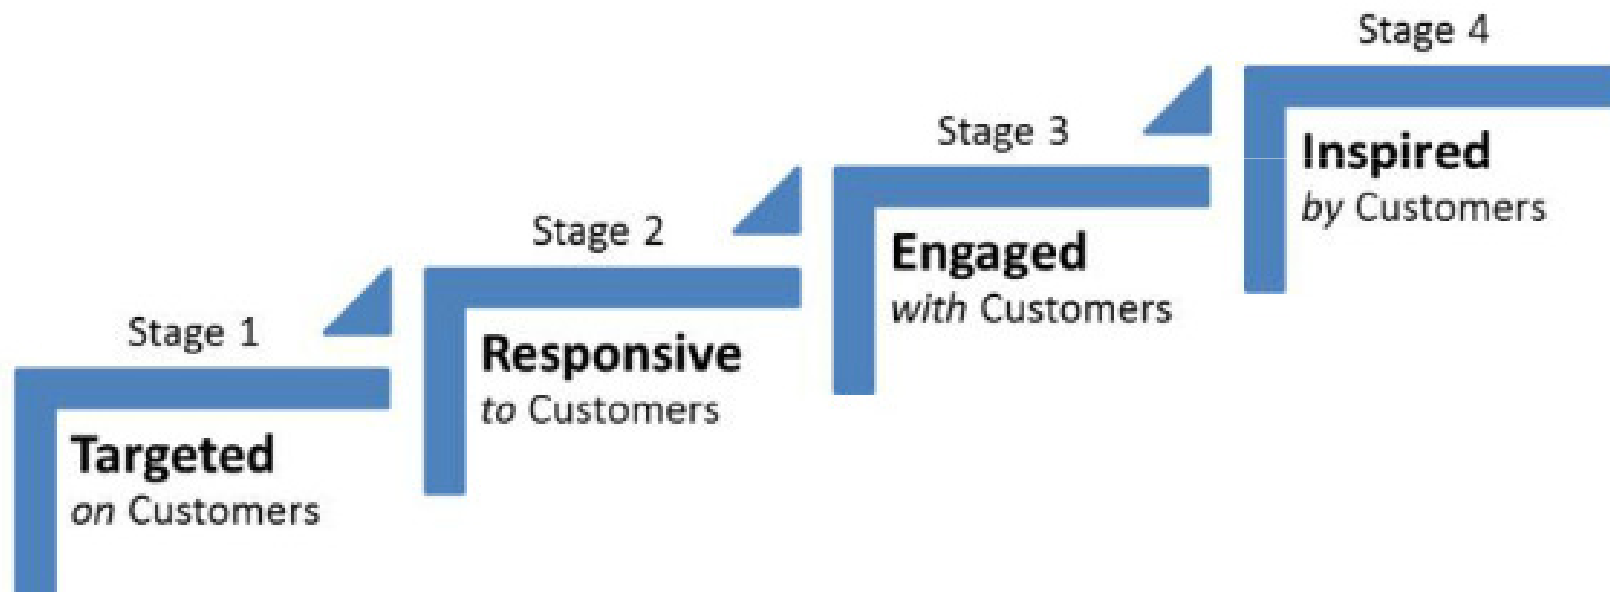 Stage 1
Targeted
on Customers
Stage 2
Responsive
to Customers
Stage 3
Engaged
with Customers
Stage 4
Inspired
by Customers